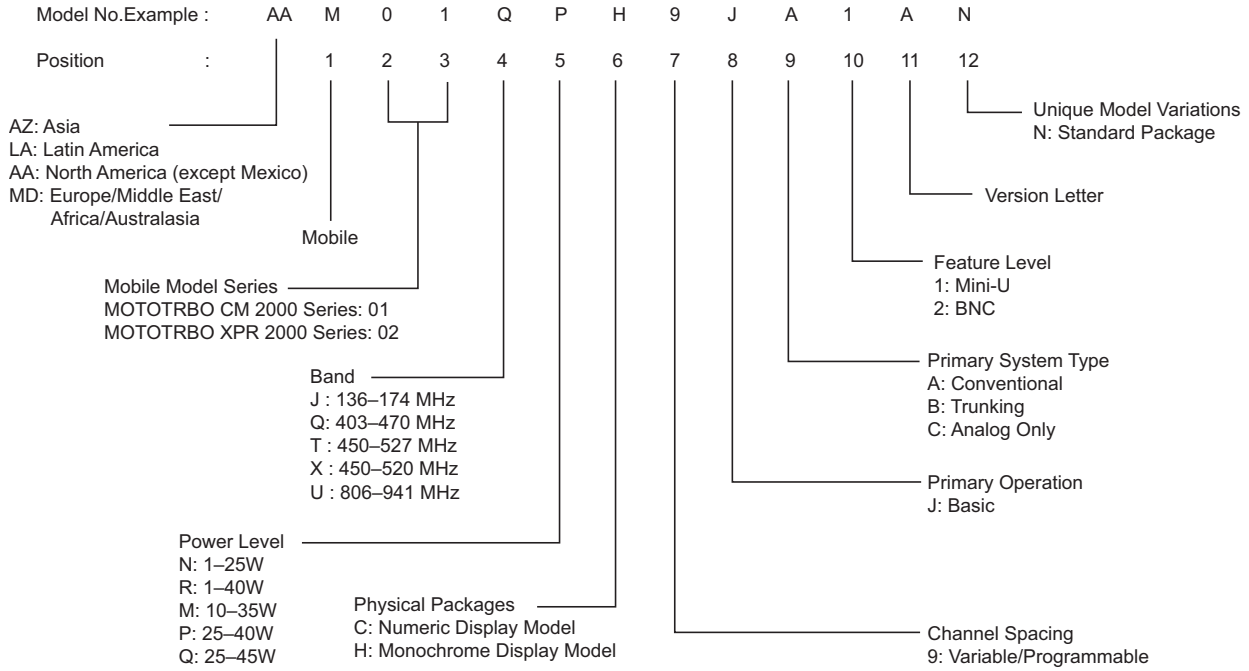 Model No.Example : AA M 0 1 Q P H 9 J A 1 A N
Position : 1 2 3 4 5 6 7 8 9 10 11 12
AZ: Asia
LA: Latin America
AA: North America (except Mexico)
MD: Europe/Middle East/
Africa/Australasia
Mobile
Mobile Model Series
MOTOTRBO CM 2000 Series: 01
MOTOTRBO XPR 2000 Series: 02
Band
J : 136–174 MHz
Q: 403–470 MHz
T : 450–527 MHz
X : 450–520 MHz
U : 806–941 MHz
Power Level
N: 1–25W
R: 1–40W
M: 10–35W
P: 25–40W
Q: 25–45W
Physical Packages
C: Numeric Display Model
H: Monochrome Display Model
Unique Model Variations
N: Standard Package
Version Letter
Feature Level
1: Mini-U
2: BNC
Primary System Type
A: Conventional
B: Trunking
C: Analog Only
Primary Operation
J: Basic
Channel Spacing
9: Variable/Programmable